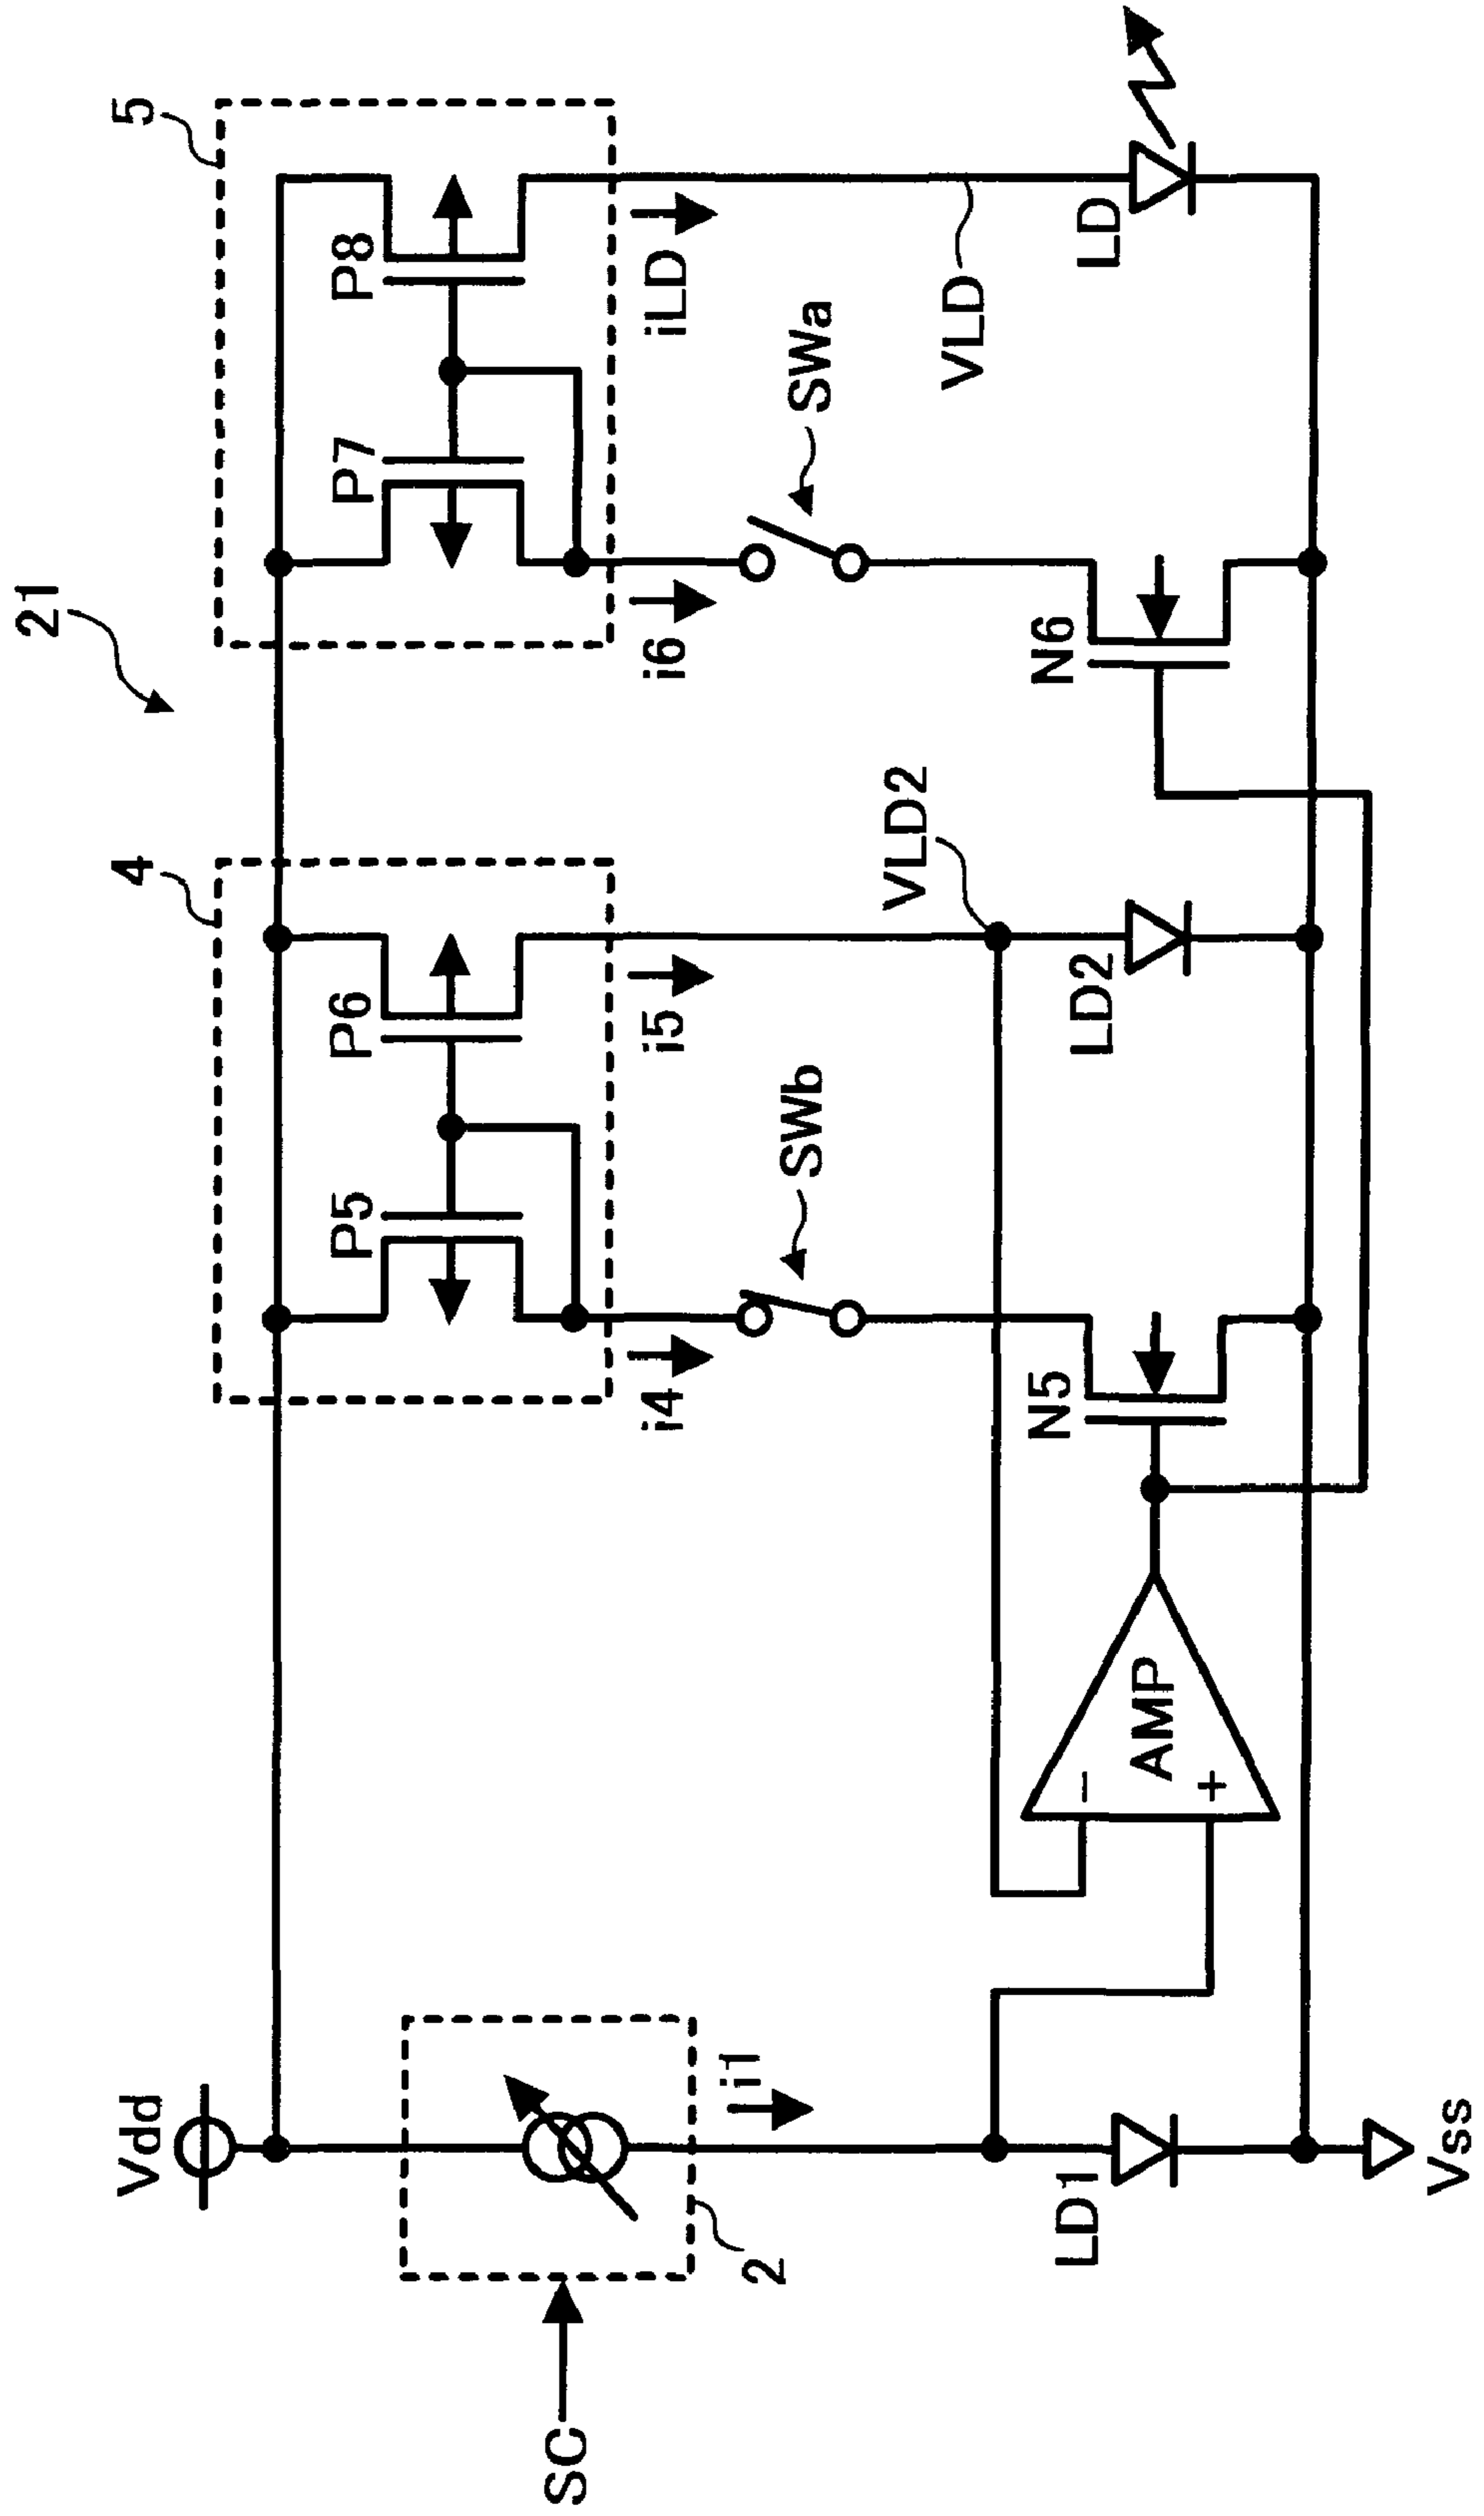 21
Vdd
4
5
P5
P6
P7
P8
SC
2
i1
i4
i5
i6
iLD
SWb
SWa
VLD2
VLD
LD1
−
+
AMP
N5
LD2
N6
LD
Vss